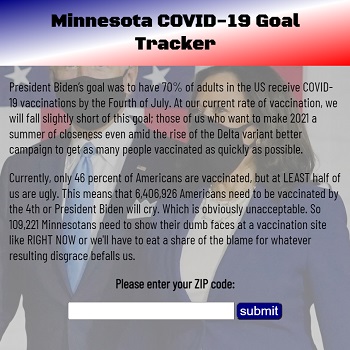 Minnesota COVID-19 Goal
Tracker
President Biden's goal was to have 70% of adults in the US receive COVID-
19 vaccinations by the Fourth of July. At our current rate of vaccination, we
will fall slightly short of this goal; those of us who want to make 2021 a
summer of closeness even amid the rise of the Delta variant better
campaign to get as many people vaccinated as quickly as possible.
Currently, only 46 percent of Americans are vaccinated, but at LEAST half of
us are ugly. This means that 6,406,926 Americans need to be vaccinated by
the 4th or President Biden will cry. Which is obviously unacceptable. So
109,221 Minnesotans need to show their dumb faces at a vaccination site
like RIGHT NOW or we'll have to eat a share of the blame for whatever
resulting disgrace befalls us.
Please enter your ZIP code:
submit